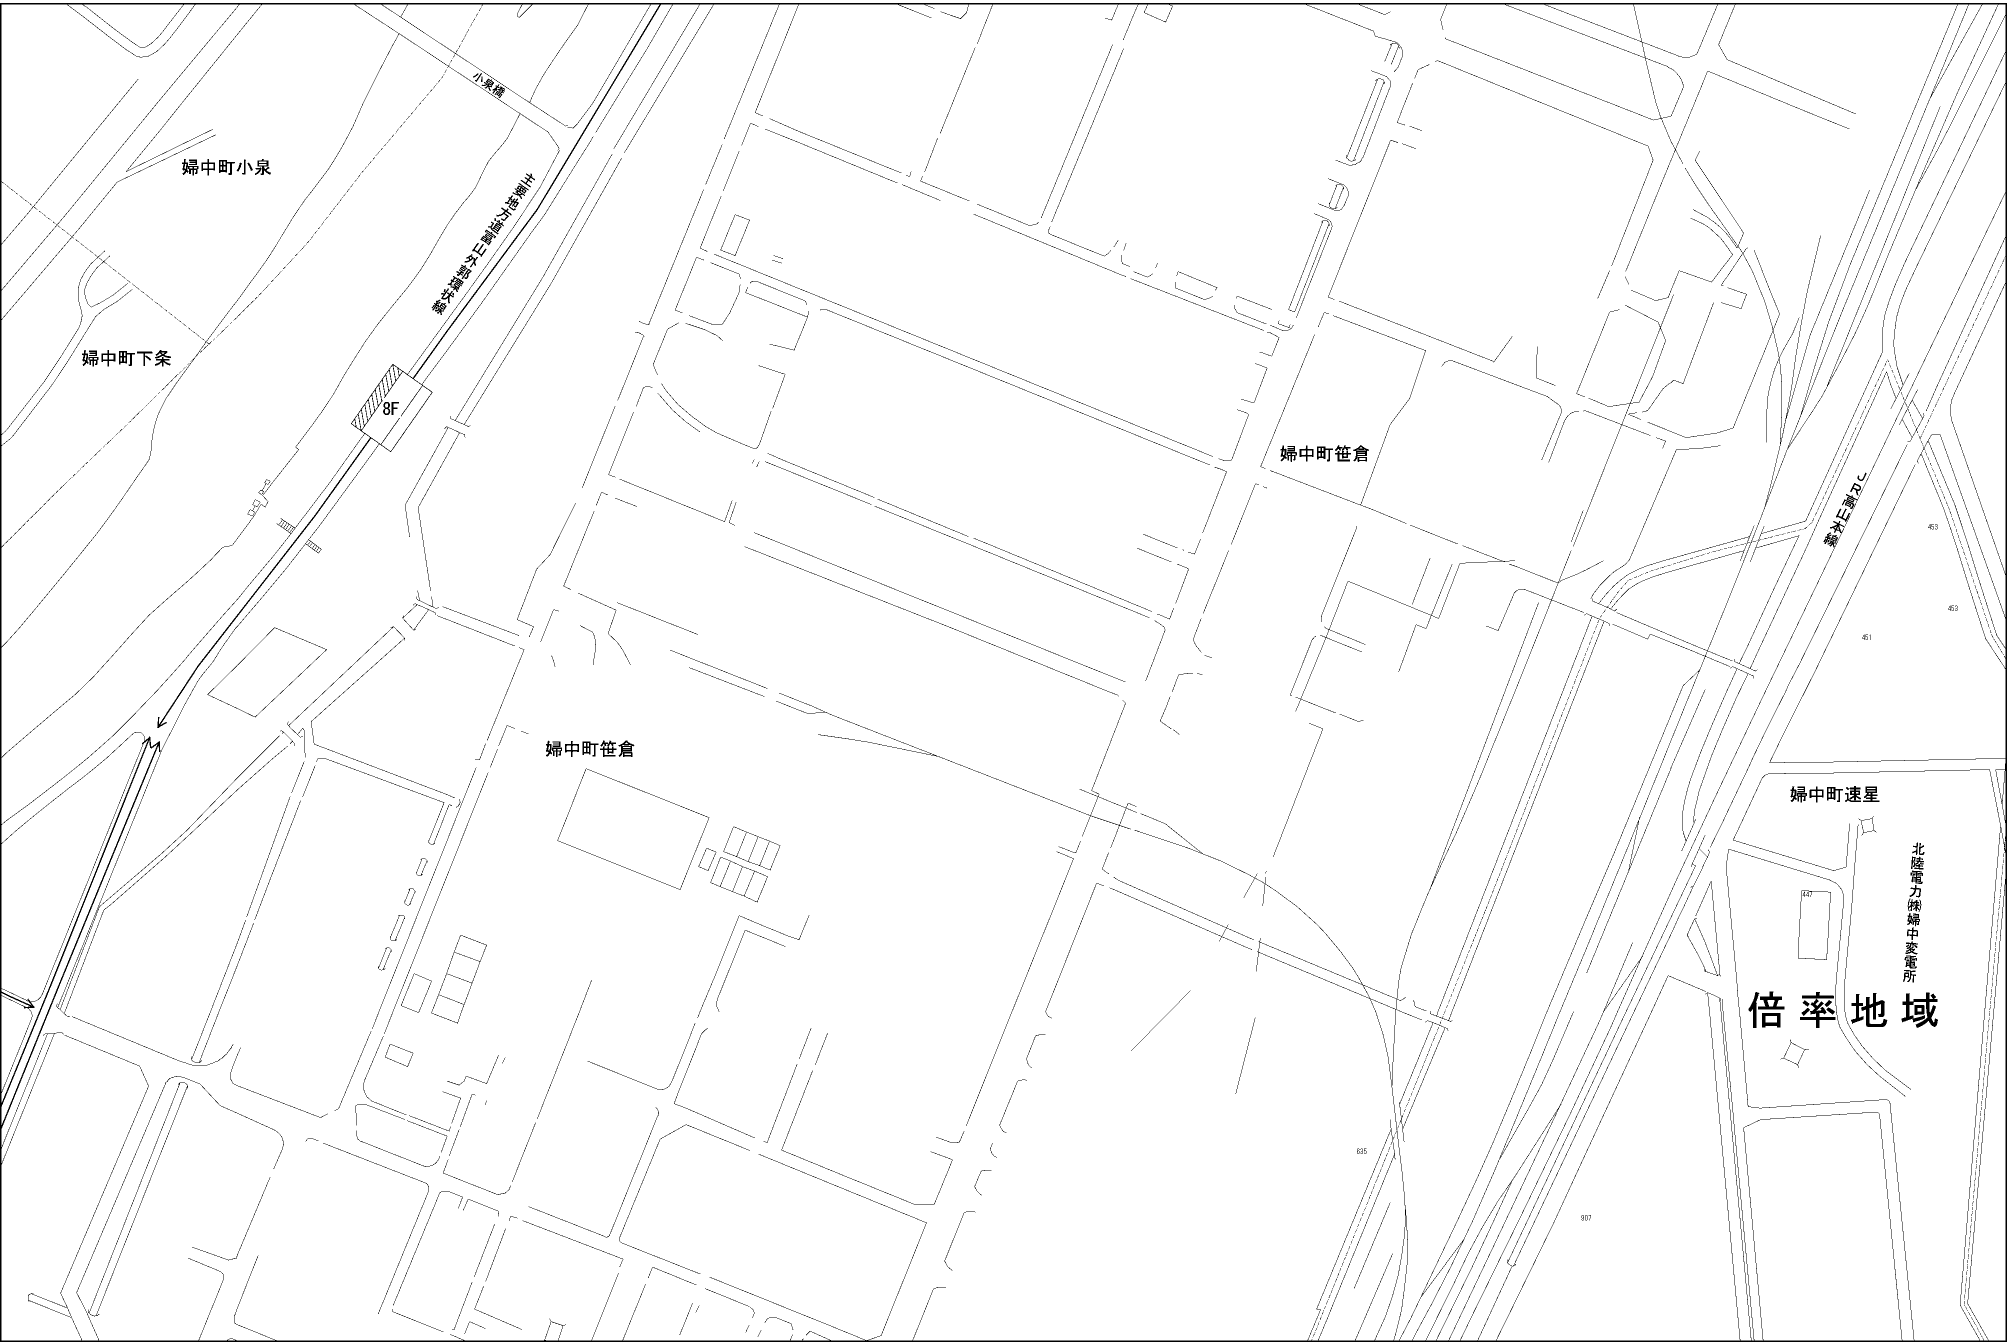 小泉橋
婦中町小泉
主要地方道富山外郭環状線
婦中町下条
8F
婦中町笹倉
JR高山本線
453
453
451
婦中町笹倉
婦中町速星
北陸電力㈱婦中変電所
447
倍率地域
635
907